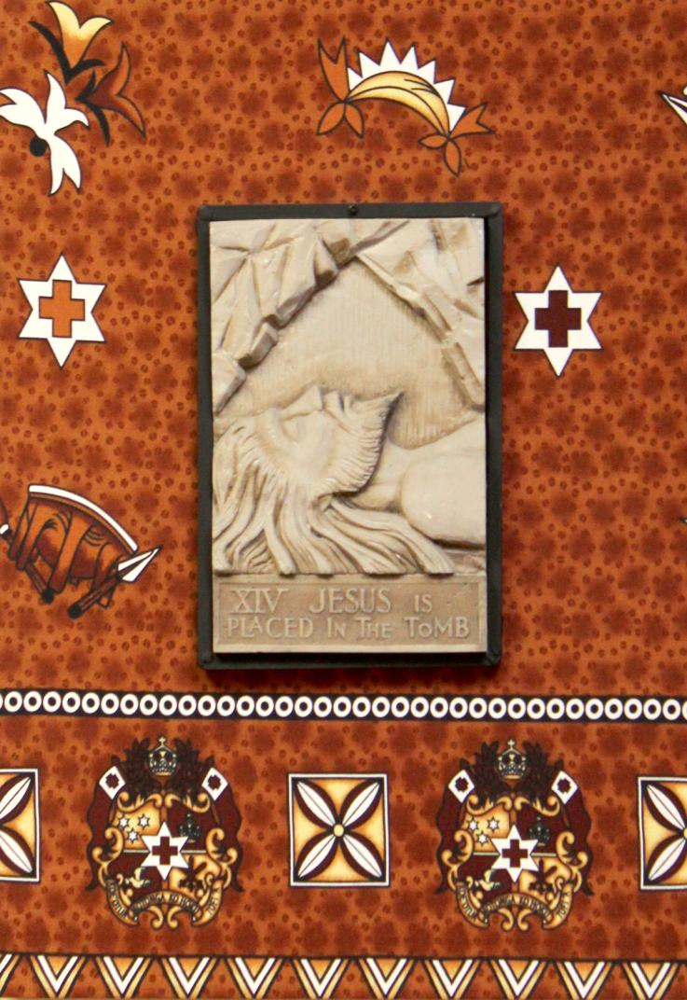 XIV JESUS IS
PLACED IN THE TOMB